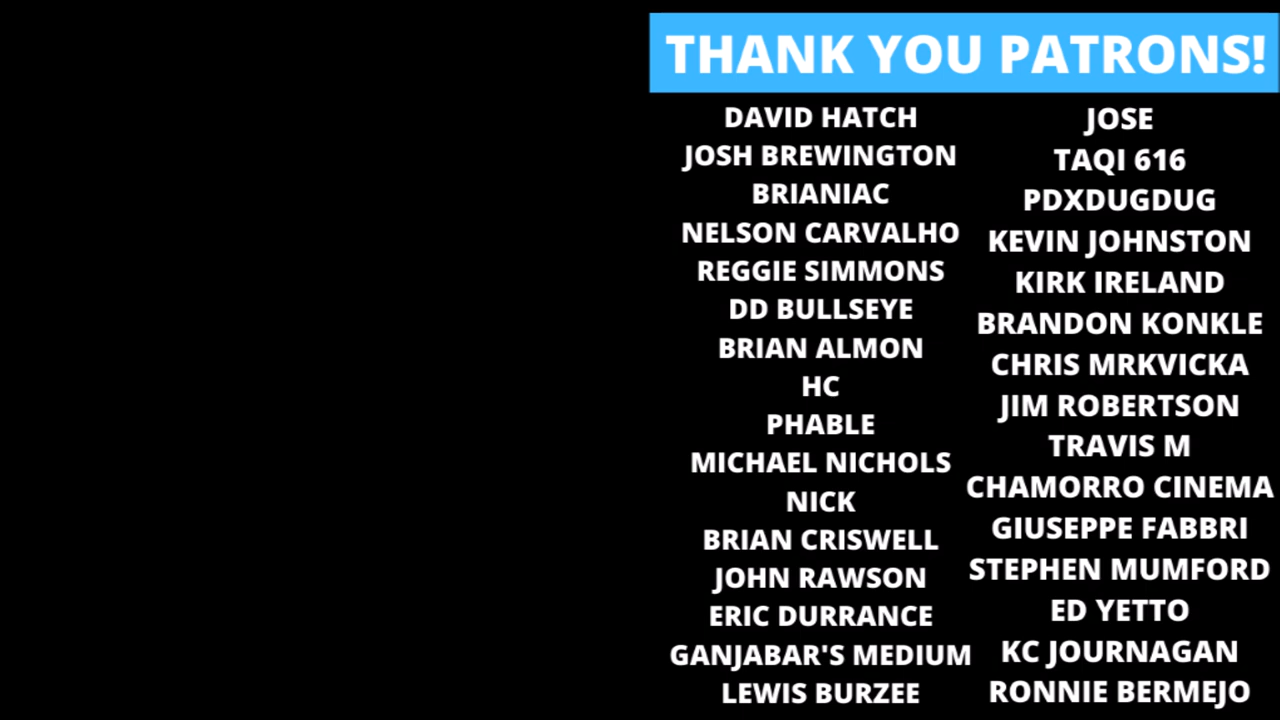 THANK YOU PATRONS!
DAVID HATCH
JOSH BREWINGTON
BRIANIAC
NELSON CARVALHO
REGGIE SIMMONS
DD BULLSEYE
BRIAN ALMON
HC
PHABLE
MICHAEL NICHOLS
NICK
BRIAN CRISWELL
JOHN RAWSON
ERIC DURRANCE
GANJABAR'S MEDIUM
LEWIS BURZEE
JOSE
TAQI 616
PDXDUGDUG
KEVIN JOHNSTON
KIRK IRELAND
BRANDON KONKLE
CHRIS MRKVICKA
JIM ROBERTSON
TRAVIS M
CHAMORRO CINEMA
GIUSEPPE FABBRI
STEPHEN MUMFORD
ED YETTO
KC JOURNAGAN
RONNIE BERMEJO